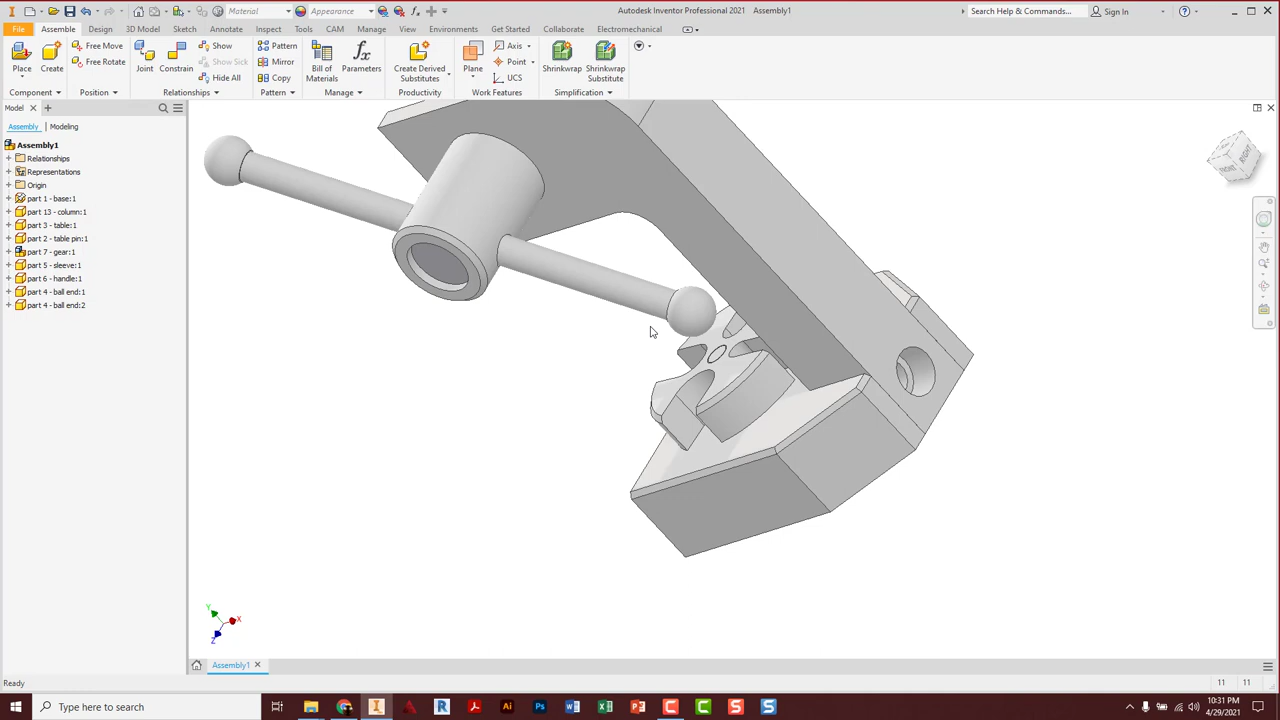 Material
Appearance
Autodesk Inventor Professional 2021 Assembly1
Search Help & Commands...
Sign In
File Assemble Design 3D Model Sketch Annotate Inspect Tools CAM Manage View Environments Get Started Collaborate Electromechanical
Place
Create
Free Move
Free Rotate
Joint
Constrain
Show
Show Sick
Hide All
Pattern
Mirror
Copy
Bill of
Materials
Parameters
Create Derived
Substitutes
Plane
Axis
Point
UCS
Shrinkwrap
Shrinkwrap
Substitute
Component
Position
Relationships
Pattern
Manage
Productivity
Work Features
Simplification
Model
Assembly Modeling
Assembly1
Relationships
Representations
Origin
part 1 - base:1
part 13 - column:1
part 3 - table:1
part 2 - table pin:1
part 7 - gear:1
part 5 - sleeve:1
part 6 - handle:1
part 4 - ball end:1
part 4 - ball end:2
FRONT
RIGHT
Y
X
Z
Assembly1
Ready
11 11
Type here to search
10:31 PM
4/29/2021